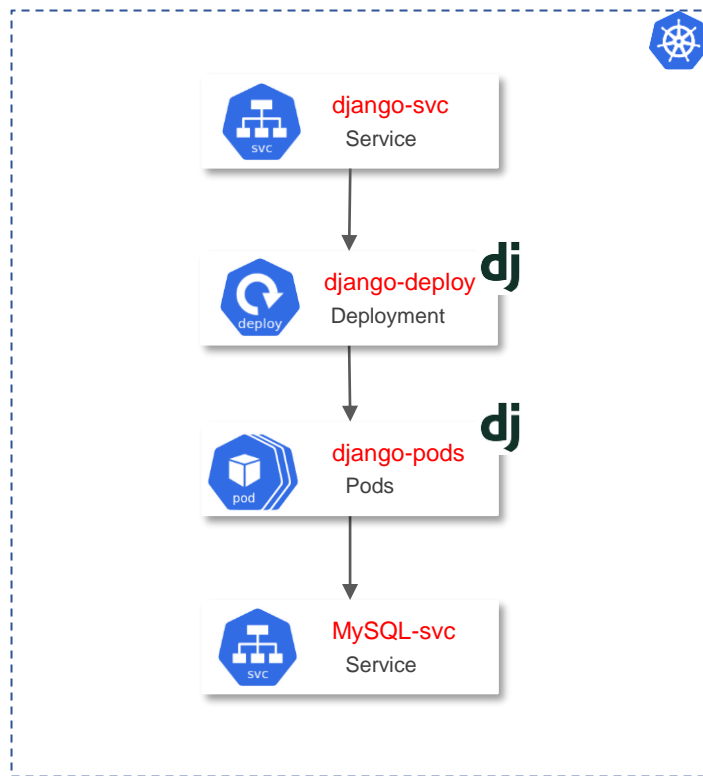 django-svc
Service
svc
dj
django-deploy
Deployment
deploy
dj
django-pods
Pods
pod
MySQL-svc
Service
svc